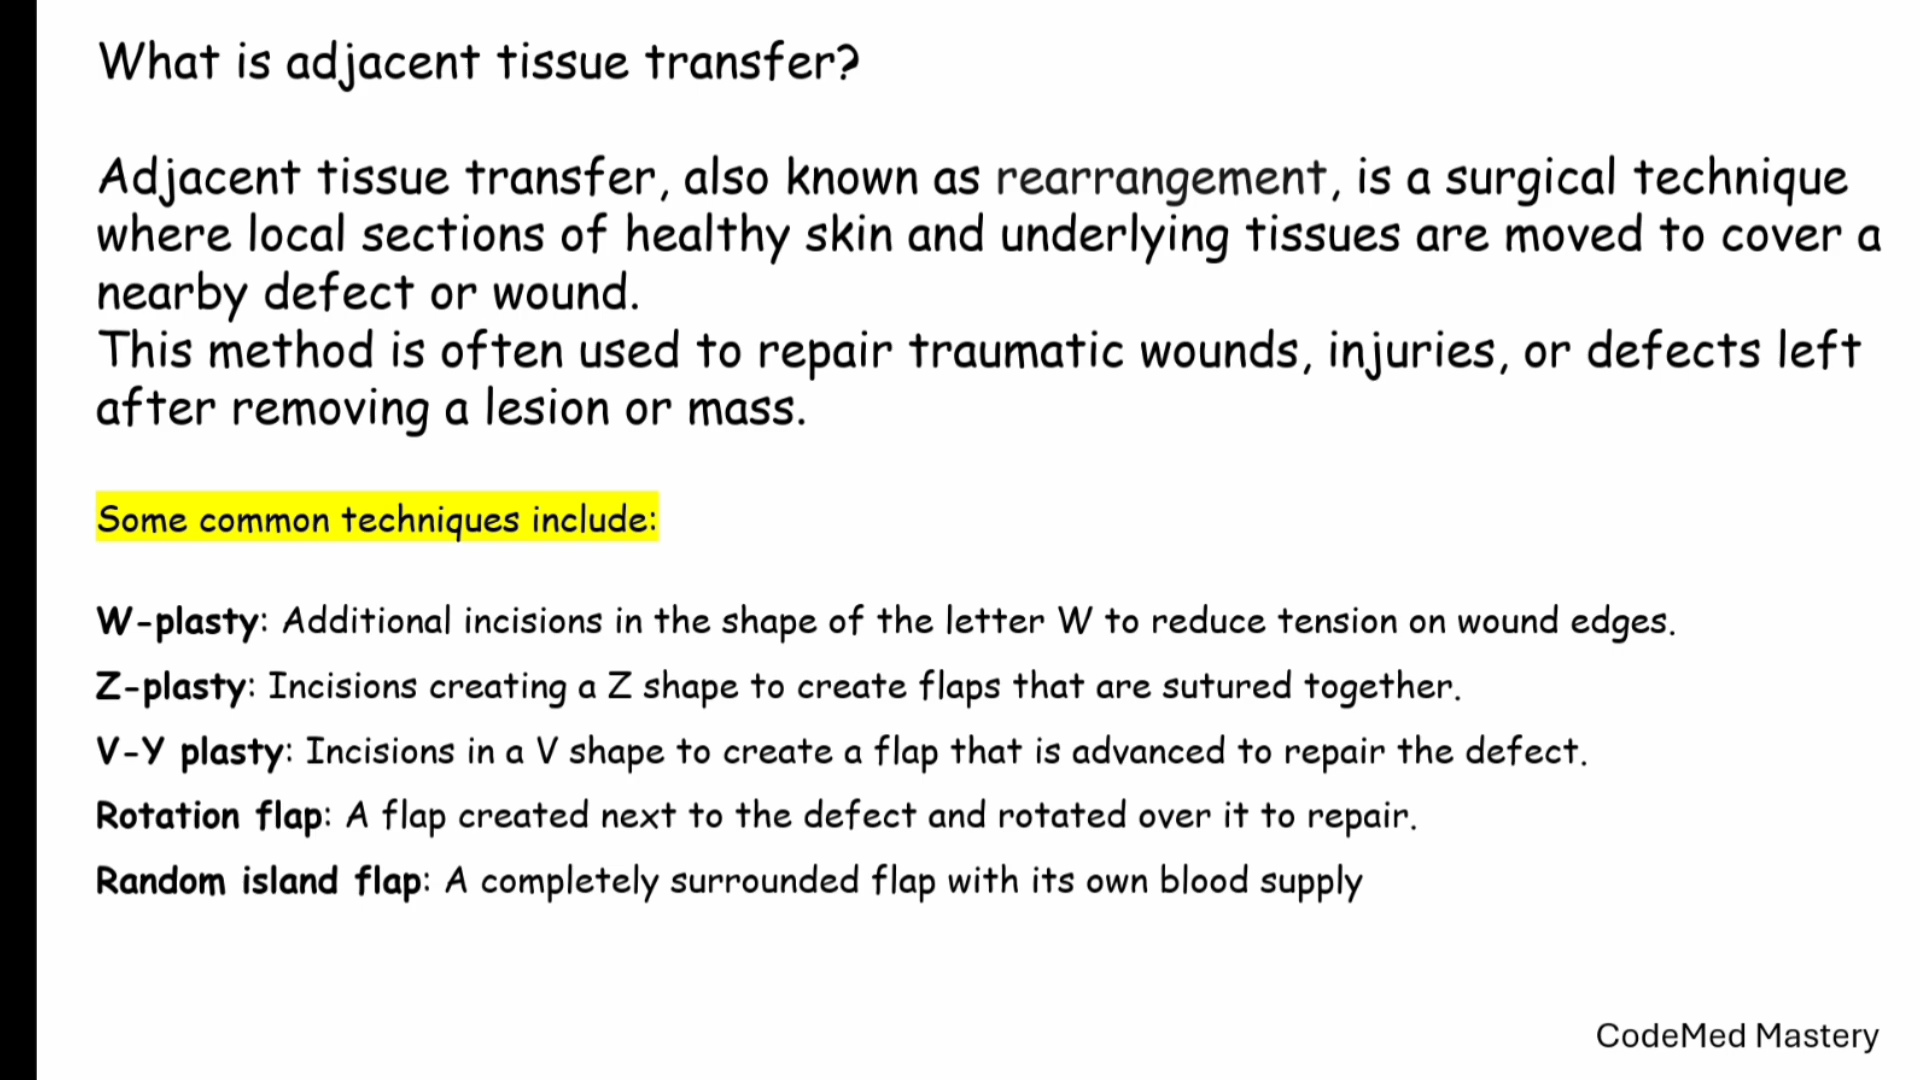 What is adjacent tissue transfer?
Adjacent tissue transfer, also known as rearrangement, is a surgical technique
where local sections of healthy skin and underlying tissues are moved to cover a
nearby defect or wound.
This method is often used to repair traumatic wounds, injuries, or defects left
after removing a lesion or mass.
Some common techniques include:
W-plasty: Additional incisions in the shape of the letter W to reduce tension on wound edges.
Z-plasty: Incisions creating a Z shape to create flaps that are sutured together.
V-Y plasty: Incisions in a V shape to create a flap that is advanced to repair the defect.
Rotation flap: A flap created next to the defect and rotated over it to repair.
Random island flap: A completely surrounded flap with its own blood supply
CodeMed Mastery